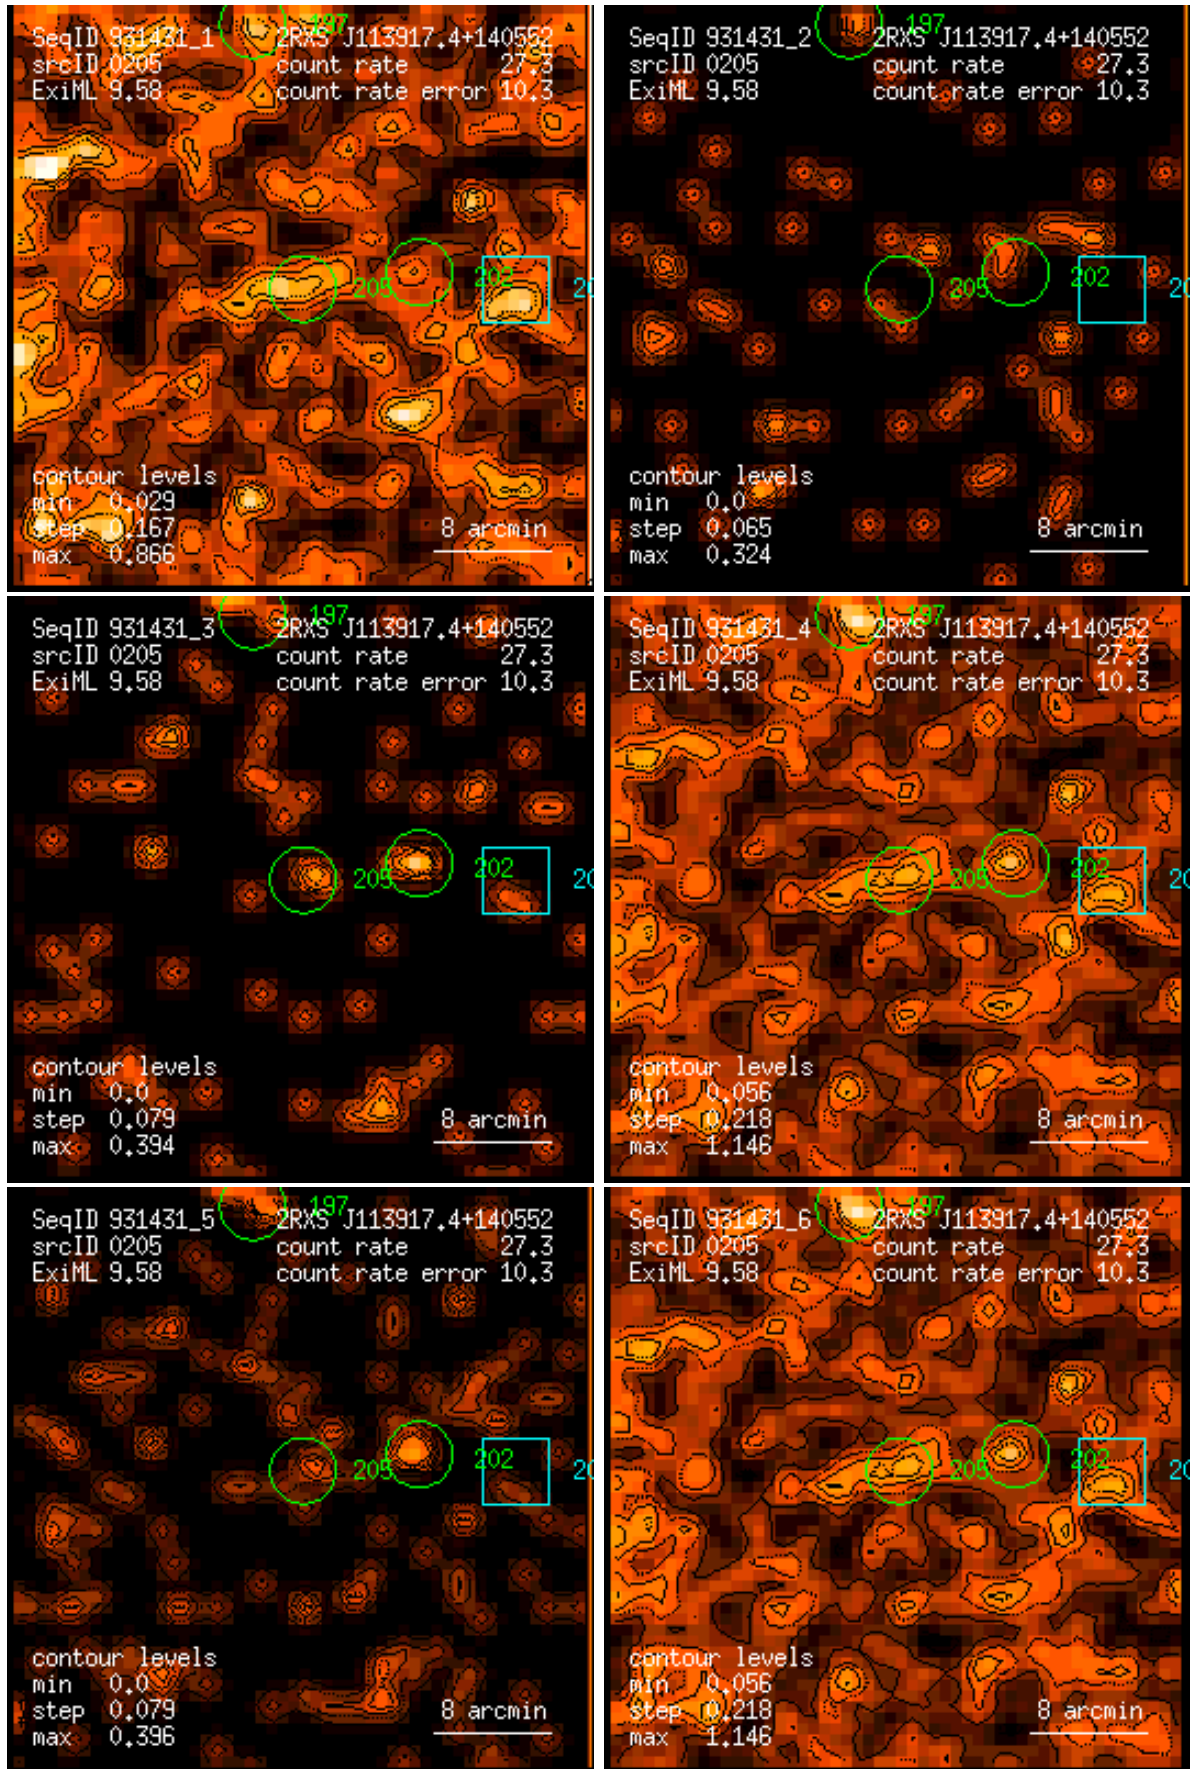 197
SeqID 931431_1 2RXS J113917.4+140552
srcID 0205 count rate 27.3
ExiML 9.58 count rate error 10.3
205 202 20
contour levels
min 0.029
step 0.167 8 arcmin
max 0.866
197
SeqID 931431_2 2RXS J113917.4+140552
srcID 0205 count rate 27.3
ExiML 9.58 count rate error 10.3
205 202 20
contour levels
min 0.0
step 0.065 8 arcmin
max 0.324
197
SeqID 931431_3 2RXS J113917.4+140552
srcID 0205 count rate 27.3
ExiML 9.58 count rate error 10.3
205 202 20
contour levels
min 0.0
step 0.079 8 arcmin
max 0.394
197
SeqID 931431_4 2RXS J113917.4+140552
srcID 0205 count rate 27.3
ExiML 9.58 count rate error 10.3
205 202 20
contour levels
min 0.056
step 0.218 8 arcmin
max 1.146
197
SeqID 931431_5 2RXS J113917.4+140552
srcID 0205 count rate 27.3
ExiML 9.58 count rate error 10.3
205 202 20
contour levels
min 0.0
step 0.079 8 arcmin
max 0.396
197
SeqID 931431_6 2RXS J113917.4+140552
srcID 0205 count rate 27.3
ExiML 9.58 count rate error 10.3
205 202 20
contour levels
min 0.056
step 0.218 8 arcmin
max 1.146